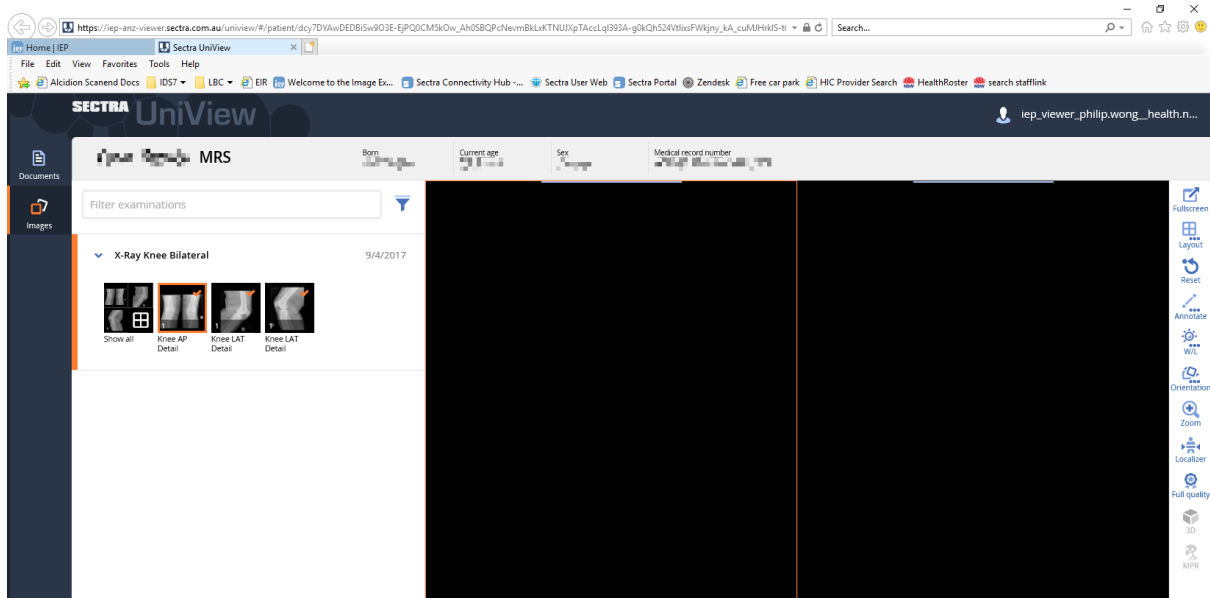 https://iep-anz-viewer.sectra.com.au/uniview/#/patient/
Search...
Home | IEP
Sectra UniView
File Edit View Favorites Tools Help
Alcidion Scanend Docs IDS7 LBC EIR Welcome to the Image Ex... Sectra Connectivity Hub -... Sectra User Web Sectra Portal Zendesk Free car park HIC Provider Search HealthRoster search stafflink
SECTRA UniView
iep_viewer_philip.wong__health.n...
Documents
Images
MRS
Born
Current age
Sex
Medical record number
Filter examinations
X-Ray Knee Bilateral 9/4/2017
Show all
Knee AP Detail
Knee LAT Detail
Knee LAT Detail
1
1
1
Fullscreen
Layout
Reset
Annotate
W/L
Orientation
Zoom
Localizer
Full quality
3D
MPR